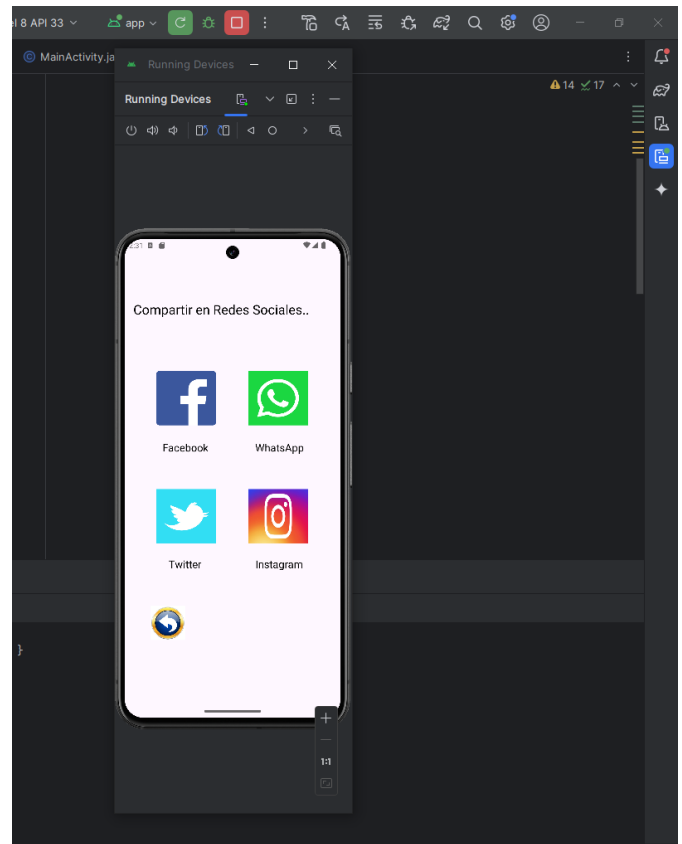 8 API 33
app
MainActivity.ja
Running Devices
14
17
Running Devices
2:31
Compartir en Redes Sociales..
Facebook
WhatsApp
Twitter
Instagram
}
1:1